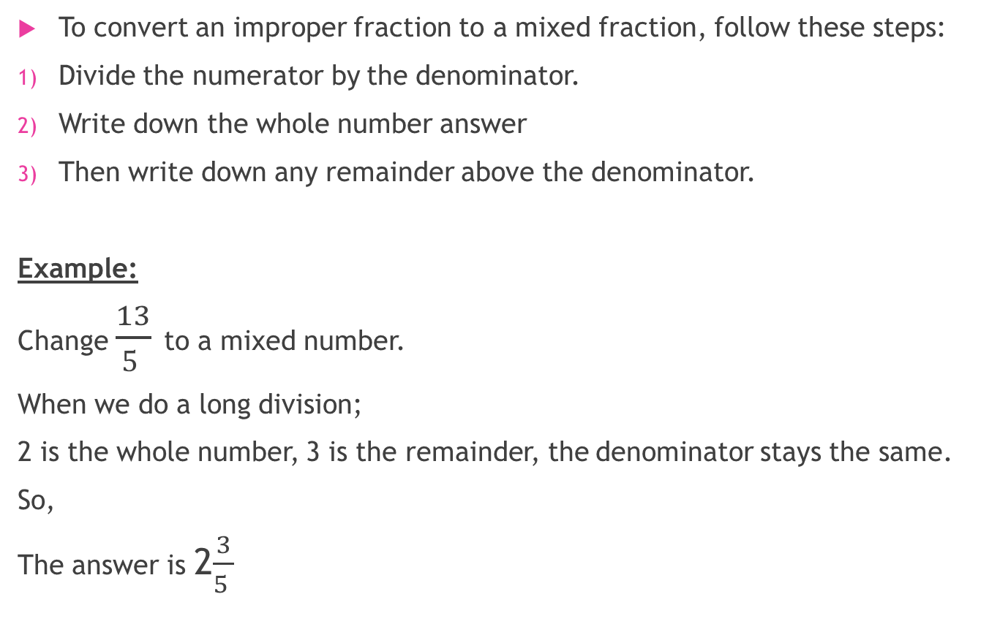 ▶ To convert an improper fraction to a mixed fraction, follow these steps:
1) Divide the numerator by the denominator.
2) Write down the whole number answer
3) Then write down any remainder above the denominator.
Example:
Change 13/5 to a mixed number.
When we do a long division;
2 is the whole number, 3 is the remainder, the denominator stays the same.
So,
The answer is 2 3/5